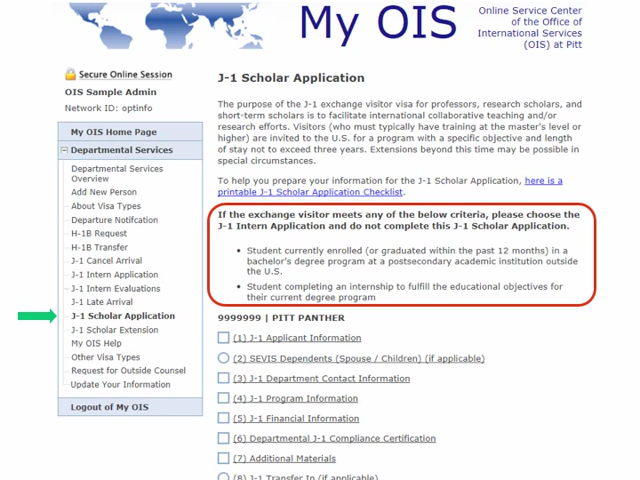 My OIS
Online Service Center
of the Office of
International Services
(OIS) at Pitt
Secure Online Session
OIS Sample Admin
Network ID: optinfo
My OIS Home Page
Departmental Services
Departmental Services
Overview
Add New Person
About Visa Types
Departure Notifcation
H-1B Request
H-1B Transfer
J-1 Cancel Arrival
J-1 Intern Application
J-1 Intern Evaluations
J-1 Late Arrival
J-1 Scholar Application
J-1 Scholar Extension
My OIS Help
Other Visa Types
Request for Outside Counsel
Update Your Information
Logout of My OIS
J-1 Scholar Application
The purpose of the J-1 exchange visitor visa for professors, research scholars, and
short-term scholars is to facilitate international collaborative teaching and/or
research efforts. Visitors (who must typically have training at the master's level or
higher) are invited to the U.S. for a program with a specific objective and length
of stay not to exceed three years. Extensions beyond this time may be possible in
special circumstances.
To help you prepare your information for the J-1 Scholar Application, here is a
printable J-1 Scholar Application Checklist.
If the exchange visitor meets any of the below criteria, please choose the
J-1 Intern Application and do not complete this J-1 Scholar Application.
• Student currently enrolled (or graduated within the past 12 months) in a
bachelor's degree program at a postsecondary academic institution outside
the U.S.
• Student completing an internship to fulfill the educational objectives for
their current degree program
9999999 | PITT PANTHER
(1) J-1 Applicant Information
(2) SEVIS Dependents (Spouse / Children) (if applicable)
(3) J-1 Department Contact Information
(4) J-1 Program Information
(5) J-1 Financial Information
(6) Departmental J-1 Compliance Certification
(7) Additional Materials
(8) J-1 Transfer In (if applicable)